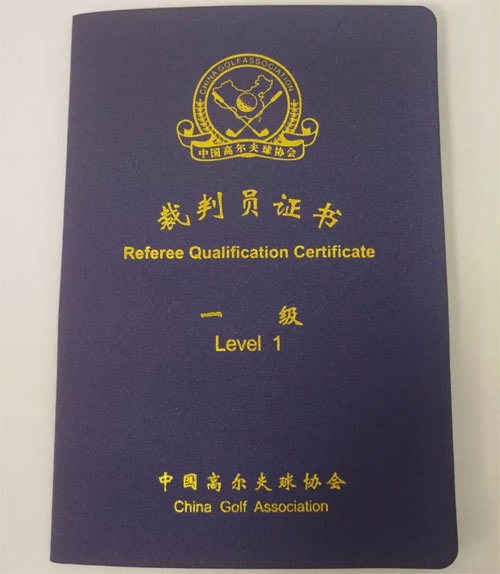 CHINA GOLF ASSOCIATION
中国高尔夫球协会
裁判员证书
Referee Qualification Certificate
一 级
Level 1
中国高尔夫球协会
China Golf Association